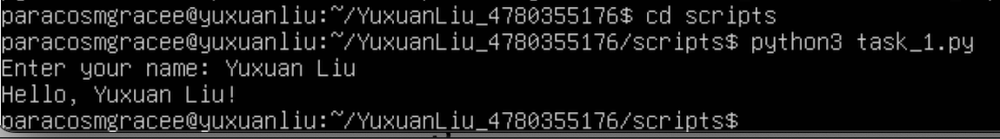 paracosmgracee@yuxuanliu:~/YuxuanLiu_4780355176$ cd scripts
paracosmgracee@yuxuanliu:~/YuxuanLiu_4780355176/scripts$ python3 task_1.py
Enter your name: Yuxuan Liu
Hello, Yuxuan Liu!
paracosmgracee@yuxuanliu:~/YuxuanLiu_4780355176/scripts$